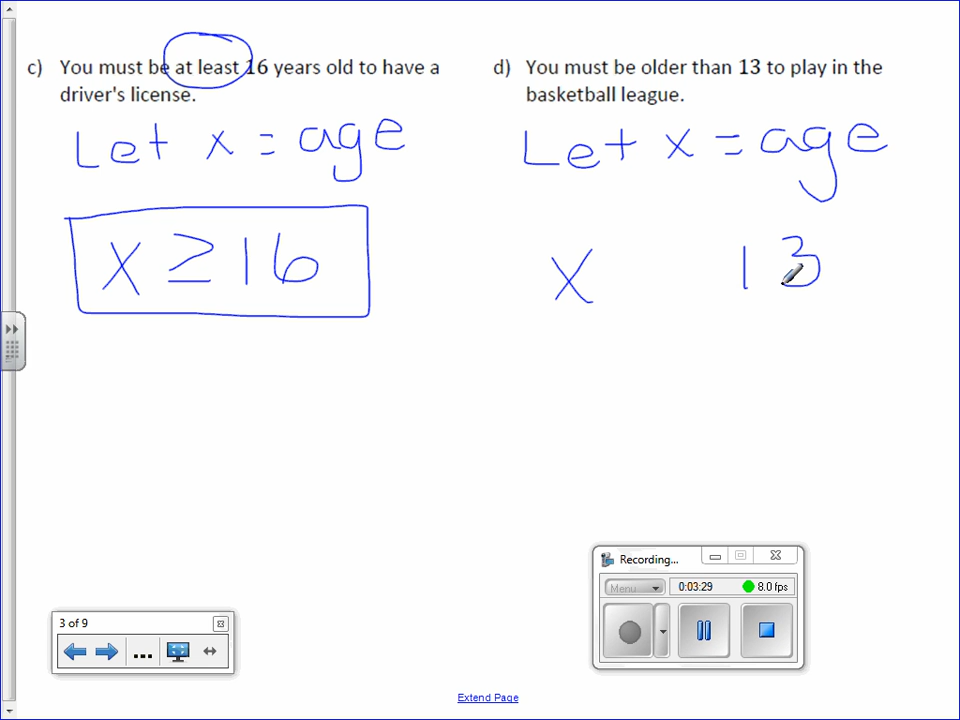 c) You must be at least 16 years old to have a
driver's license.
Let x = age
x ≥ 16
d) You must be older than 13 to play in the
basketball league.
Let x = age
x 13
Recording...
Menu
0:03:29
8.0 fps
3 of 9
...
Extend Page